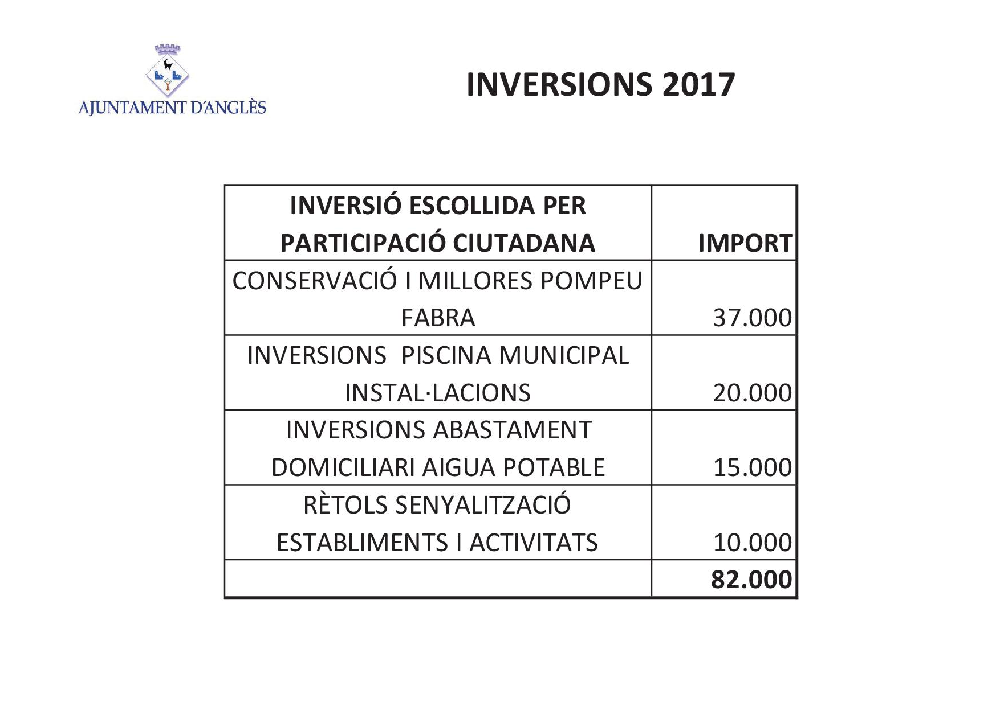 AJUNTAMENT D´ANGLÈS
INVERSIONS 2017
INVERSIÓ ESCOLLIDA PER
PARTICIPACIÓ CIUTADANA
IMPORT
CONSERVACIÓ I MILLORES POMPEU
FABRA
37.000
INVERSIONS  PISCINA MUNICIPAL
INSTAL·LACIONS
20.000
INVERSIONS ABASTAMENT
DOMICILIARI AIGUA POTABLE
15.000
RÈTOLS SENYALITZACIÓ
ESTABLIMENTS I ACTIVITATS
10.000
82.000